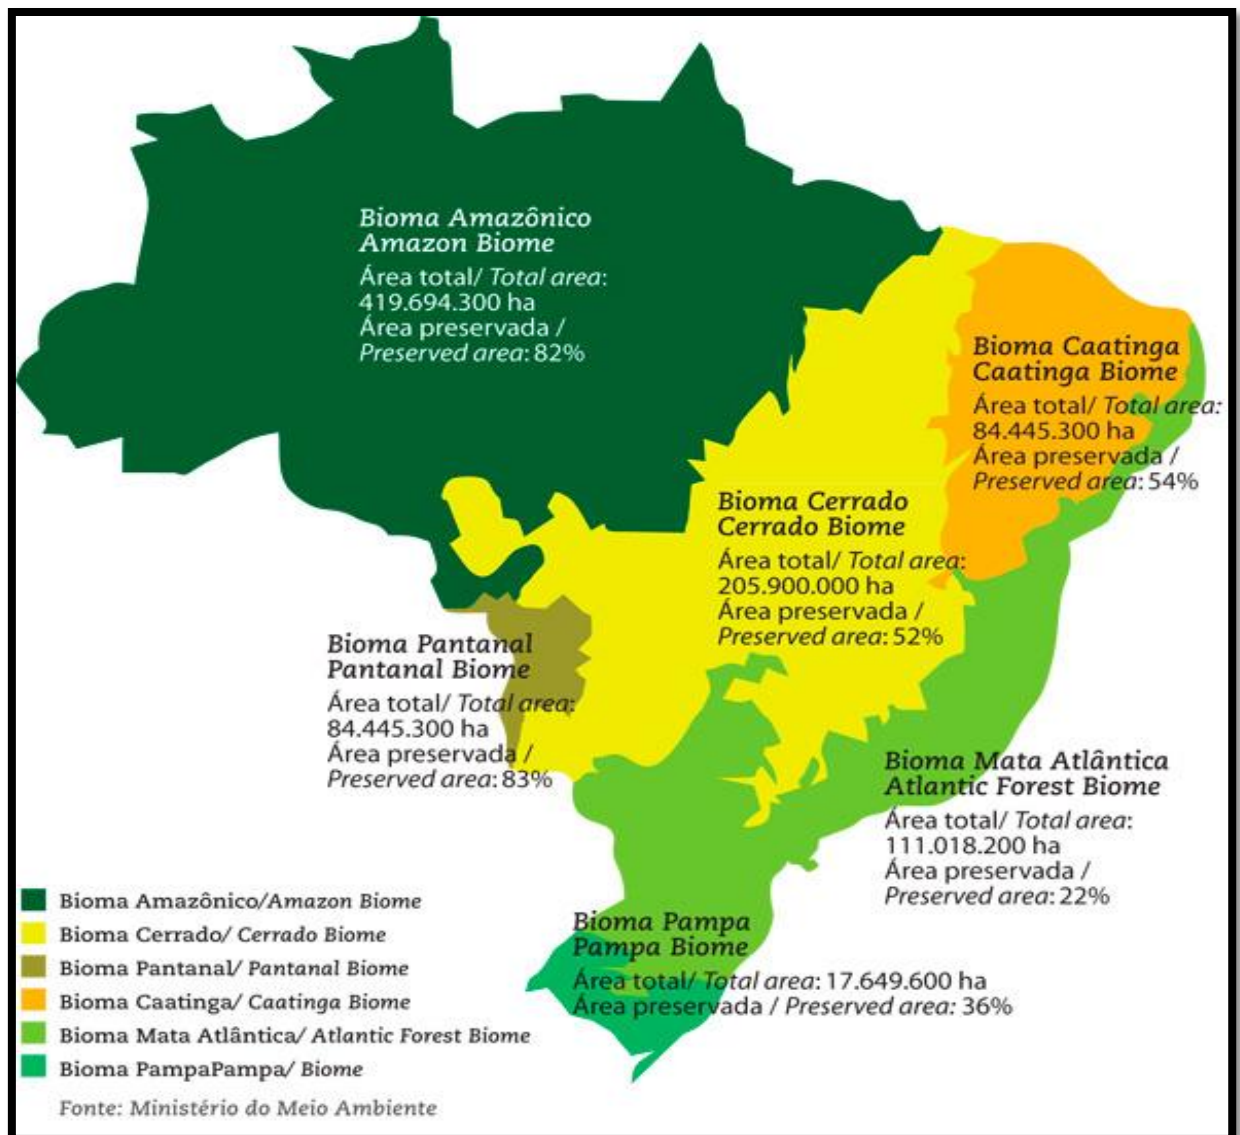 Bioma Amazônico
Amazon Biome
Área total/ Total area:
419.694.300 ha
Área preservada /
Preserved area: 82%
Bioma Caatinga
Caatinga Biome
Área total/ Total area:
84.445.300 ha
Área preservada /
Preserved area: 54%
Bioma Cerrado
Cerrado Biome
Área total/ Total area:
205.900.000 ha
Área preservada /
Preserved area: 52%
Bioma Pantanal
Pantanal Biome
Área total/ Total area:
84.445.300 ha
Área preservada /
Preserved area: 83%
Bioma Mata Atlântica
Atlantic Forest Biome
Área total/ Total area:
111.018.200 ha
Área preservada /
Preserved area: 22%
Bioma Pampa
Pampa Biome
Área total/ Total area: 17.649.600 ha
Área preservada / Preserved area: 36%
Bioma Amazônico/Amazon Biome
Bioma Cerrado/ Cerrado Biome
Bioma Pantanal/ Pantanal Biome
Bioma Caatinga/ Caatinga Biome
Bioma Mata Atlântica/ Atlantic Forest Biome
Bioma PampaPampa/ Biome
Fonte: Ministério do Meio Ambiente